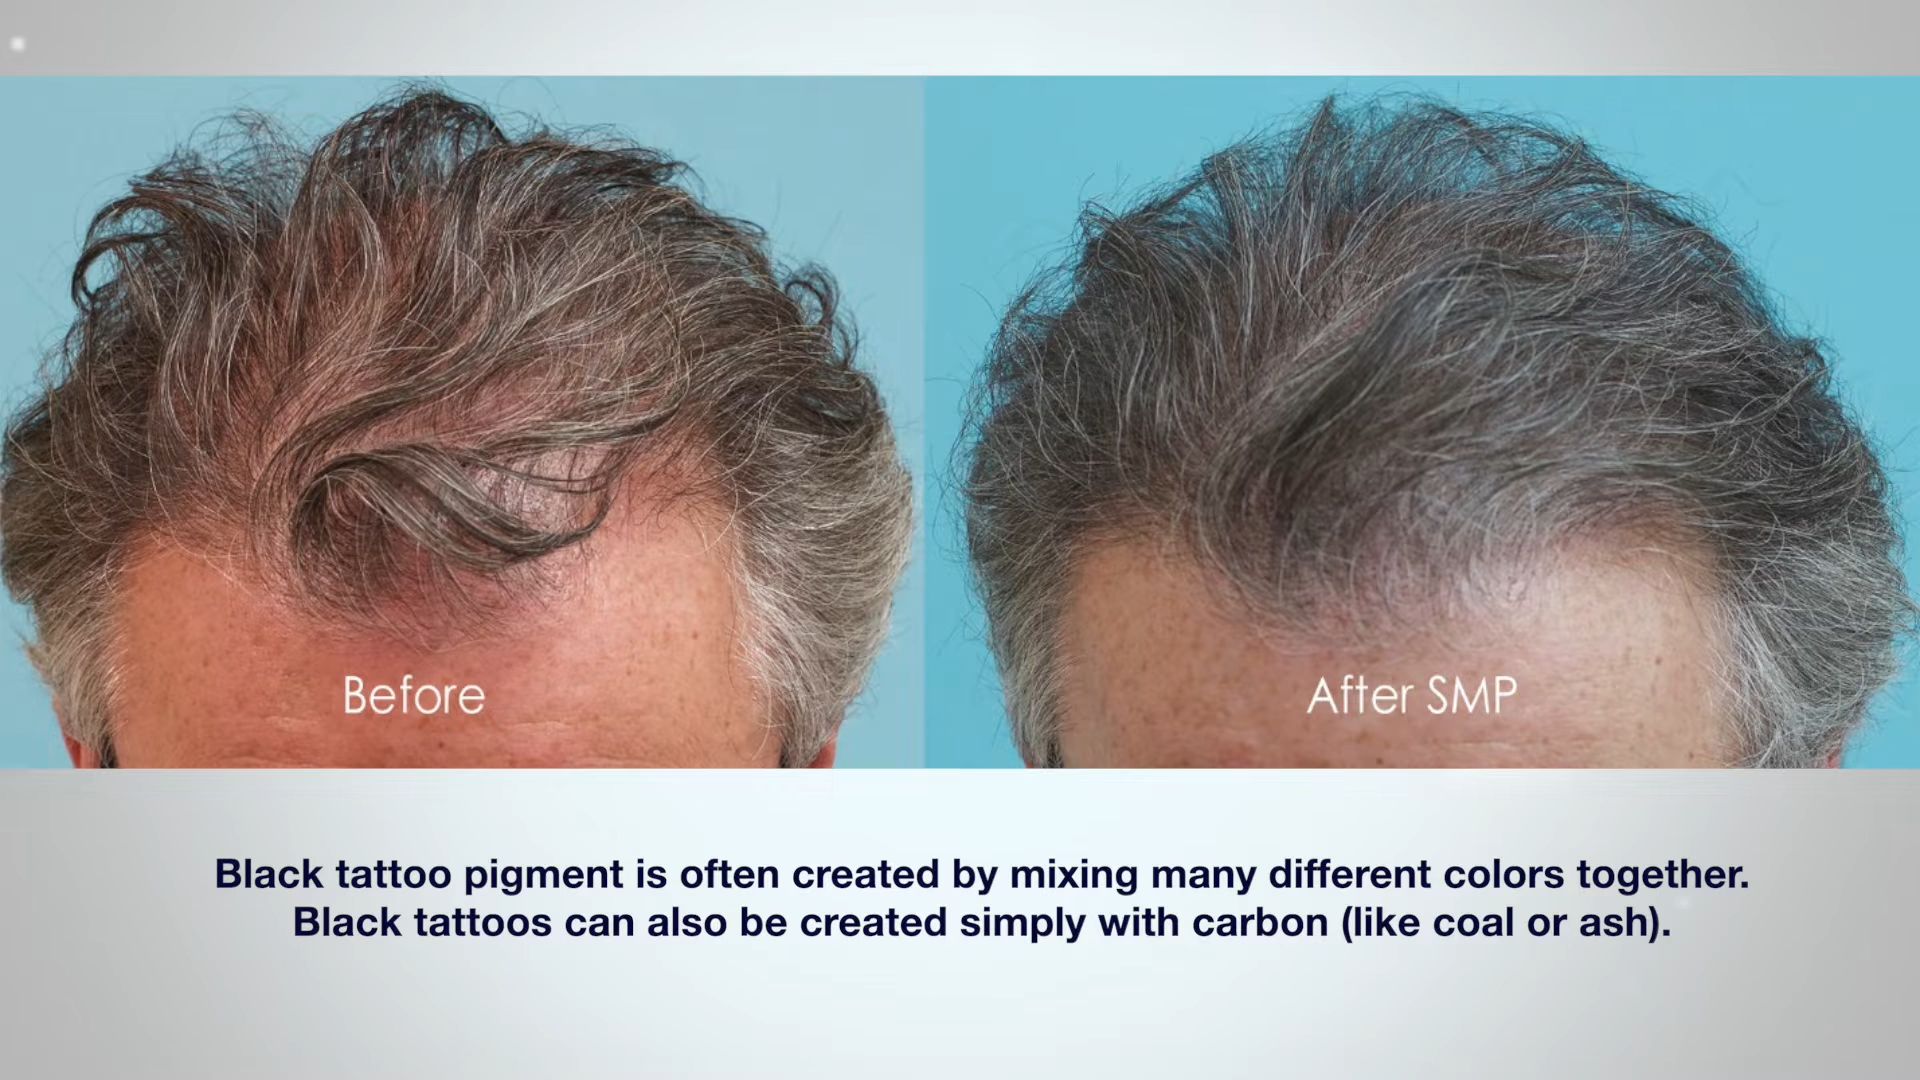 Before
After SMP
Black tattoo pigment is often created by mixing many different colors together.
Black tattoos can also be created simply with carbon (like coal or ash).